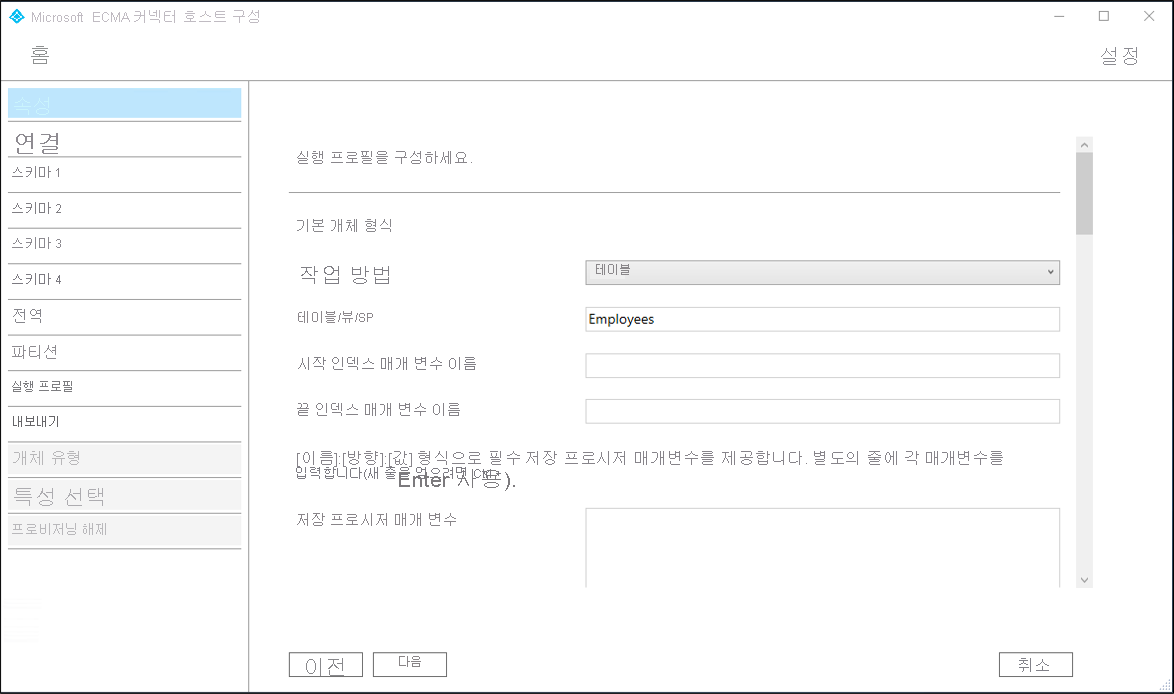 Microsoft ECMA 커넥터 호스트 구성
홈
설정
속성
연결
스키마 1
스키마 2
스키마 3
스키마 4
전역
파티션
실행 프로필
내보내기
개체 유형
특성 선택
프로비저닝 해제
실행 프로필을 구성하세요.
기본 개체 형식
작업 방법
테이블
테이블/뷰/SP
Employees
시작 인덱스 매개 변수 이름
끝 인덱스 매개 변수 이름
[이름]:[방향]:[값] 형식으로 필수 저장 프로시저 매개변수를 제공합니다. 별도의 줄에 각 매개변수를
입력합니다(새 줄을 얻으려면 Ctrl+
Enter 사용).
저장 프로시저 매개 변수
이전
다음
취소